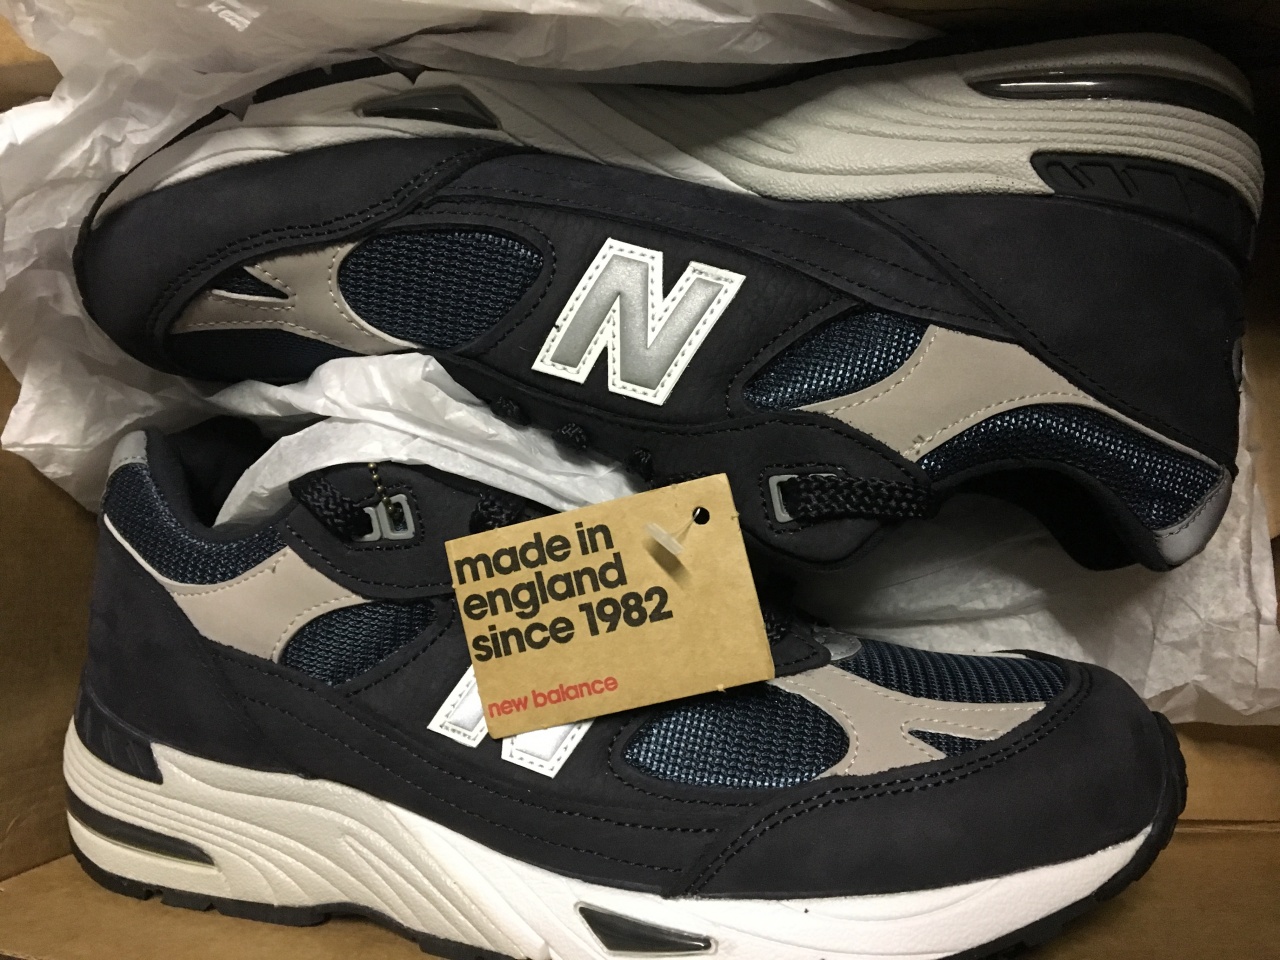 N
made in
england
since 1982
new balance